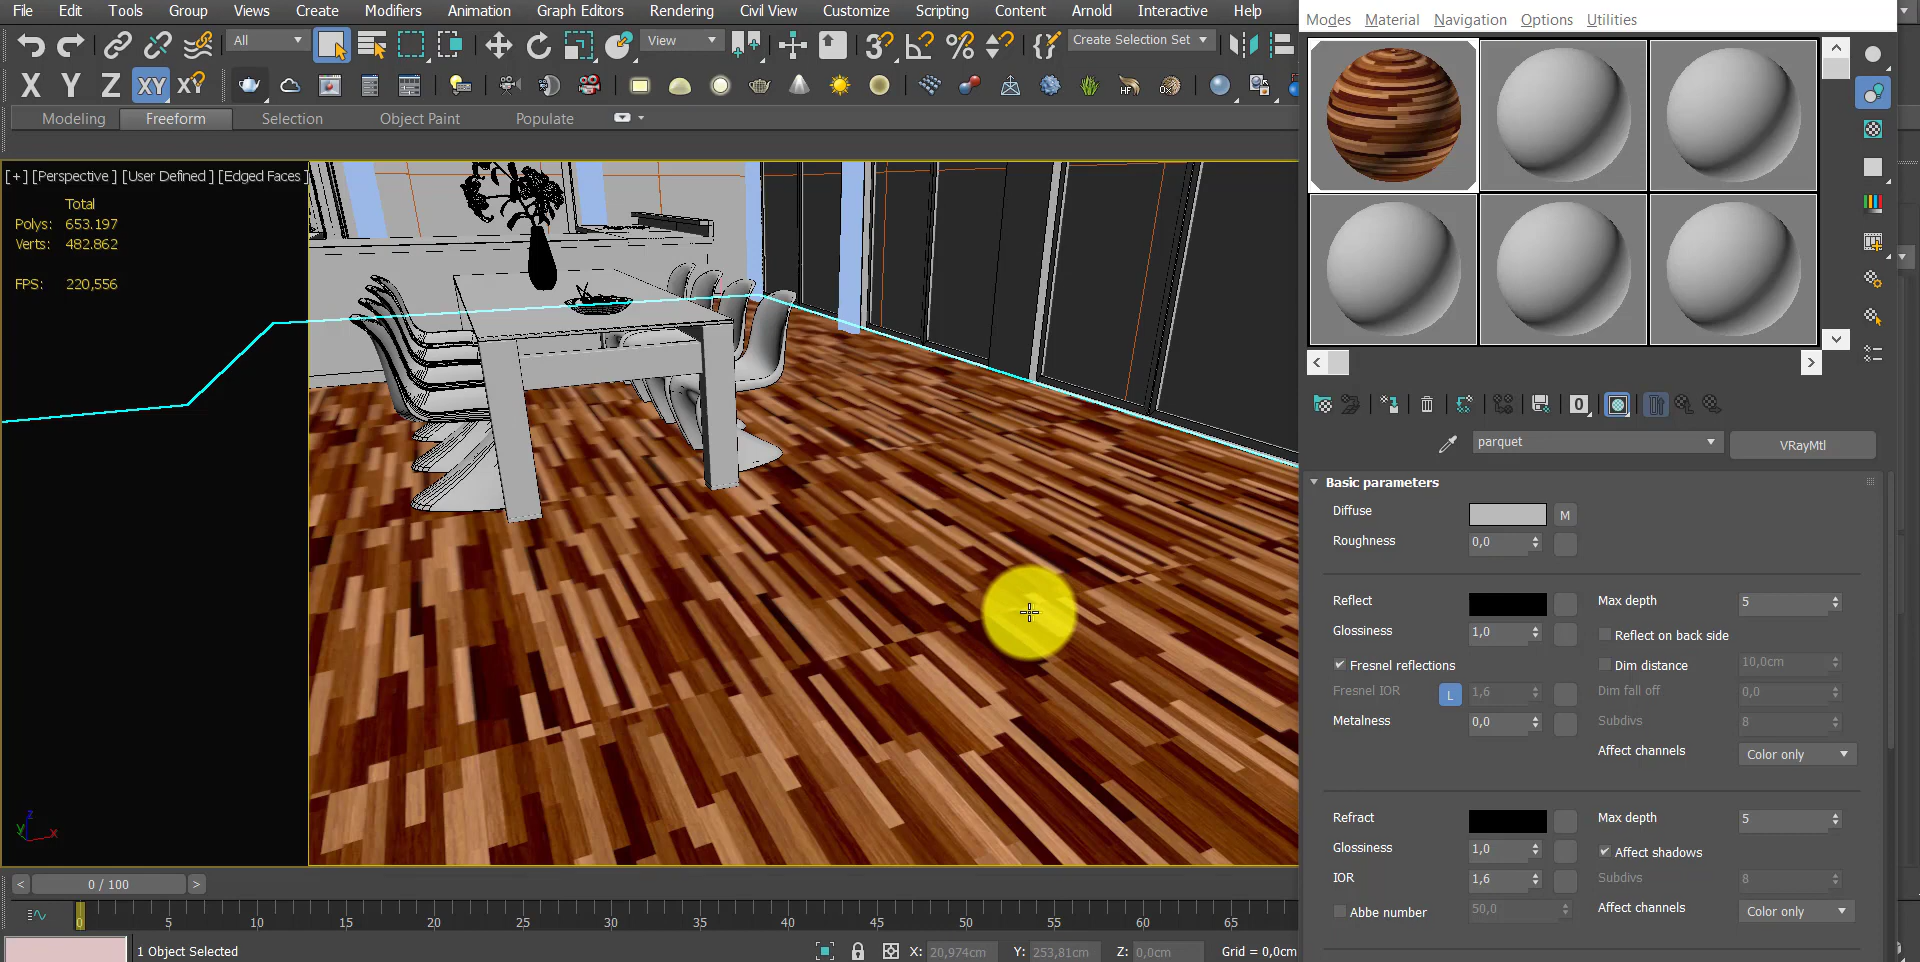 File Edit Tools Group Views Create Modifiers Animation Graph Editors Rendering Civil View Customize Scripting Content Arnold Interactive Help
Modes Material Navigation Options Utilities
All
View
3
%
Create Selection Set
X Y Z XY XY
HF
Modeling Freeform Selection Object Paint Populate
[+] [Perspective ] [User Defined ] [Edged Faces ]
Total
Polys: 653.197
Verts: 482.862
FPS: 220,556
0
parquet
VRayMtl
Basic parameters
Diffuse M
Roughness 0,0
Reflect Max depth 5
Glossiness 1,0 Reflect on back side
Fresnel reflections Dim distance 10,0cm
Fresnel IOR L 1,6 Dim fall off 0,0
Metalness 0,0 Subdivs 8
Affect channels Color only
Refract Max depth 5
Glossiness 1,0 Affect shadows
IOR 1,6 Subdivs 8
Abbe number 50,0 Affect channels Color only
z
y x
< 0 / 100 >
0 5 10 15 20 25 30 35 40 45 50 55 60 65
1 Object Selected X: 20,974cm Y: 253,81cm Z: 0,0cm Grid = 0,0cm